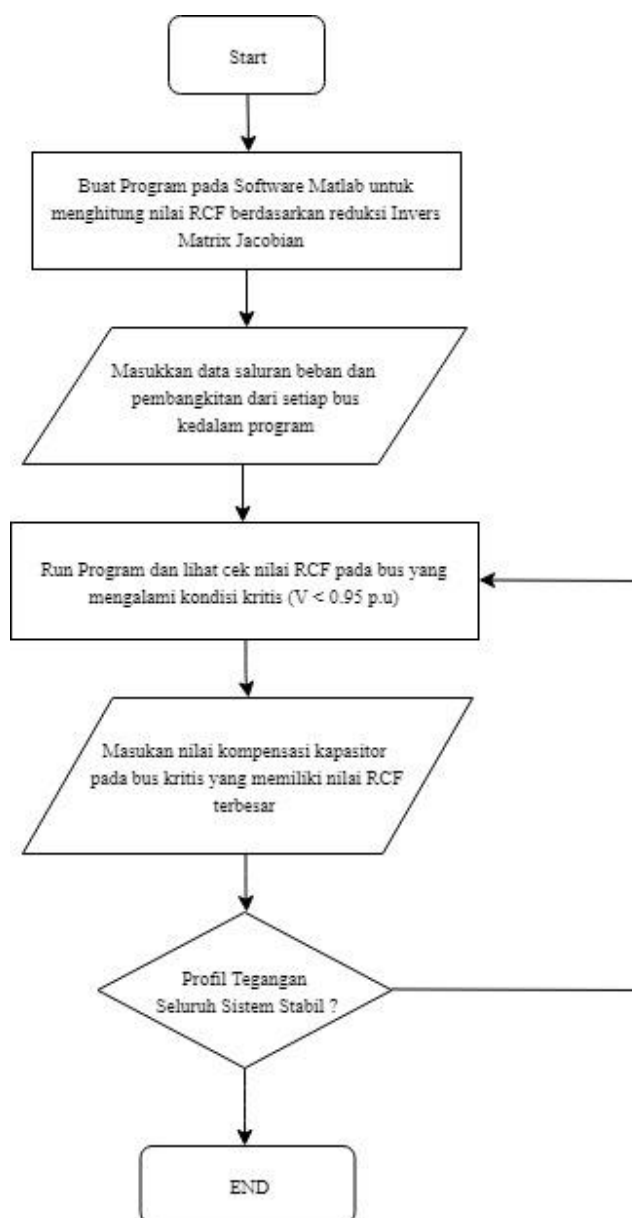 Start
Buat Program pada Software Matlab untuk
menghitung nilai RCF berdasarkan reduksi Invers
Matrix Jacobian
Masukkan data saluran beban dan
pembangkitan dari setiap bus
kedalam program
Run Program dan lihat cek nilai RCF pada bus yang
mengalami kondisi kritis (V < 0.95 p.u)
Masukan nilai kompensasi kapasitor
pada bus kritis yang memiliki nilai RCF
terbesar
Profil Tegangan
Seluruh Sistem Stabil ?
END